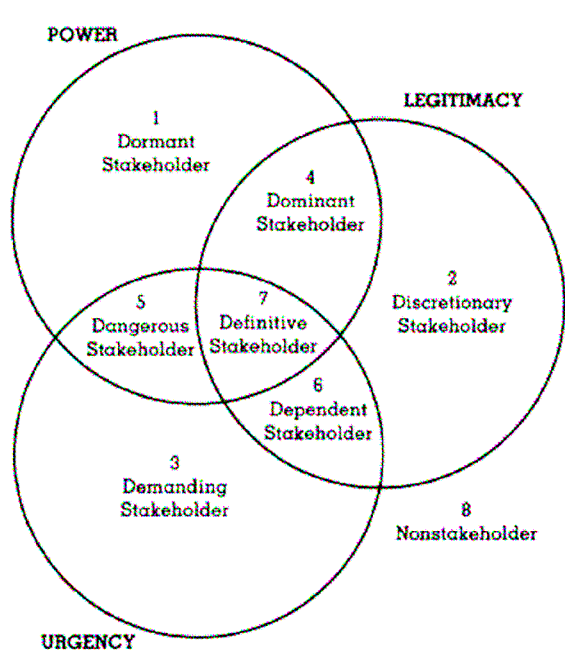 POWER
LEGITIMACY
1
Dormant
Stakeholder
4
Dominant
Stakeholder
2
Discretionary
Stakeholder
5
Dangerous
Stakeholder
7
Definitive
Stakeholder
6
Dependent
Stakeholder
3
Demanding
Stakeholder
8
Nonstakeholder
URGENCY